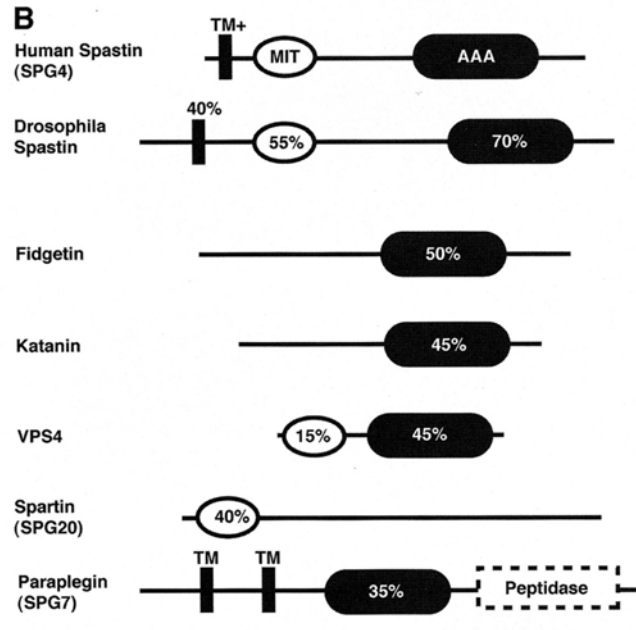 B
TM+
Human Spastin
(SPG4)
MIT
AAA
40%
Drosophila
Spastin
55%
70%
Fidgetin
50%
Katanin
45%
VPS4
15%
45%
Spartin
(SPG20)
40%
TM
TM
Paraplegin
(SPG7)
35%
Peptidase